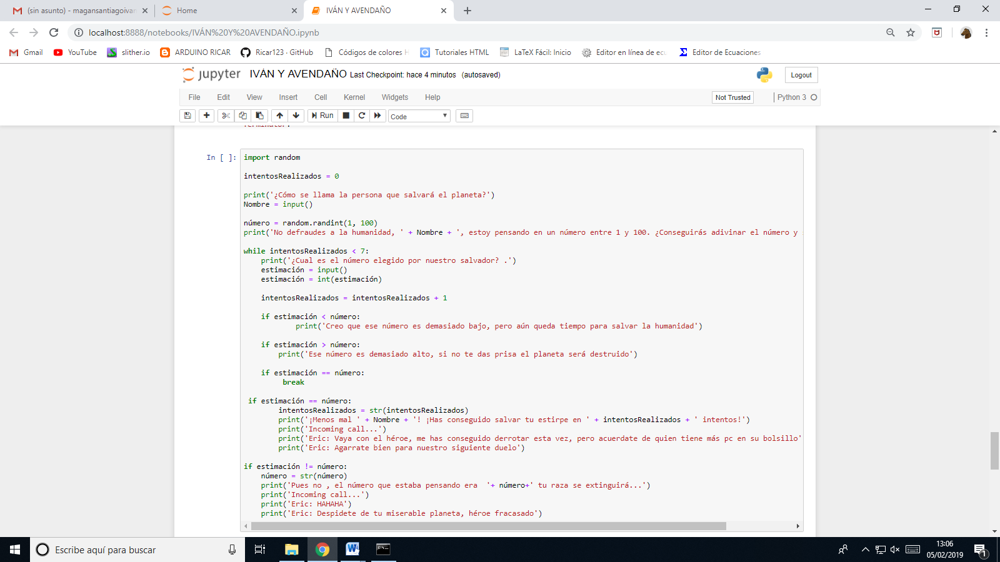 (sin asunto) - magansantiagoivan
Home
IVÁN Y AVENDAÑO
localhost:8888/notebooks/IVÁN%20Y%20AVENDAÑO.ipynb
Gmail YouTube slither.io ARDUINO RICAR Ricar123 · GitHub Códigos de colores H Tutoriales HTML LaTeX Fácil: Inicio Editor en línea de ecu Editor de Ecuaciones
jupyter IVÁN Y AVENDAÑO Last Checkpoint: hace 4 minutos (autosaved) Logout
File Edit View Insert Cell Kernel Widgets Help Not Trusted Python 3
Run Code
In [ ]: import random
intentosRealizados = 0
print('¿Cómo se llama la persona que salvará el planeta?')
Nombre = input()
número = random.randint(1, 100)
print('No defraudes a la humanidad, ' + Nombre + ', estoy pensando en un número entre 1 y 100. ¿Conseguirás adivinar el número y
while intentosRealizados < 7:
    print('¿Cual es el número elegido por nuestro salvador? .')
    estimación = input()
    estimación = int(estimación)
    intentosRealizados = intentosRealizados + 1
    if estimación < número:
            print('Creo que ese número es demasiado bajo, pero aún queda tiempo para salvar la humanidad')
    if estimación > número:
        print('Ese número es demasiado alto, si no te das prisa el planeta será destruido')
    if estimación == número:
         break
 if estimación == número:
        intentosRealizados = str(intentosRealizados)
        print('¡Menos mal ' + Nombre + '! ¡Has conseguido salvar tu estirpe en ' + intentosRealizados + ' intentos!')
        print('Incoming call...')
        print('Eric: Vaya con el héroe, me has conseguido derrotar esta vez, pero acuerdate de quien tiene más pc en su bolsillo'
        print('Eric: Agarrate bien para nuestro siguiente duelo')
if estimación != número:
    número = str(número)
    print('Pues no , el número que estaba pensando era  '+ número+' tu raza se extinguirá...')
    print('Incoming call...')
    print('Eric: HAHAHA')
    print('Eric: Despidete de tu miserable planeta, héroe fracasado')
Escribe aquí para buscar
13:06
05/02/2019
1